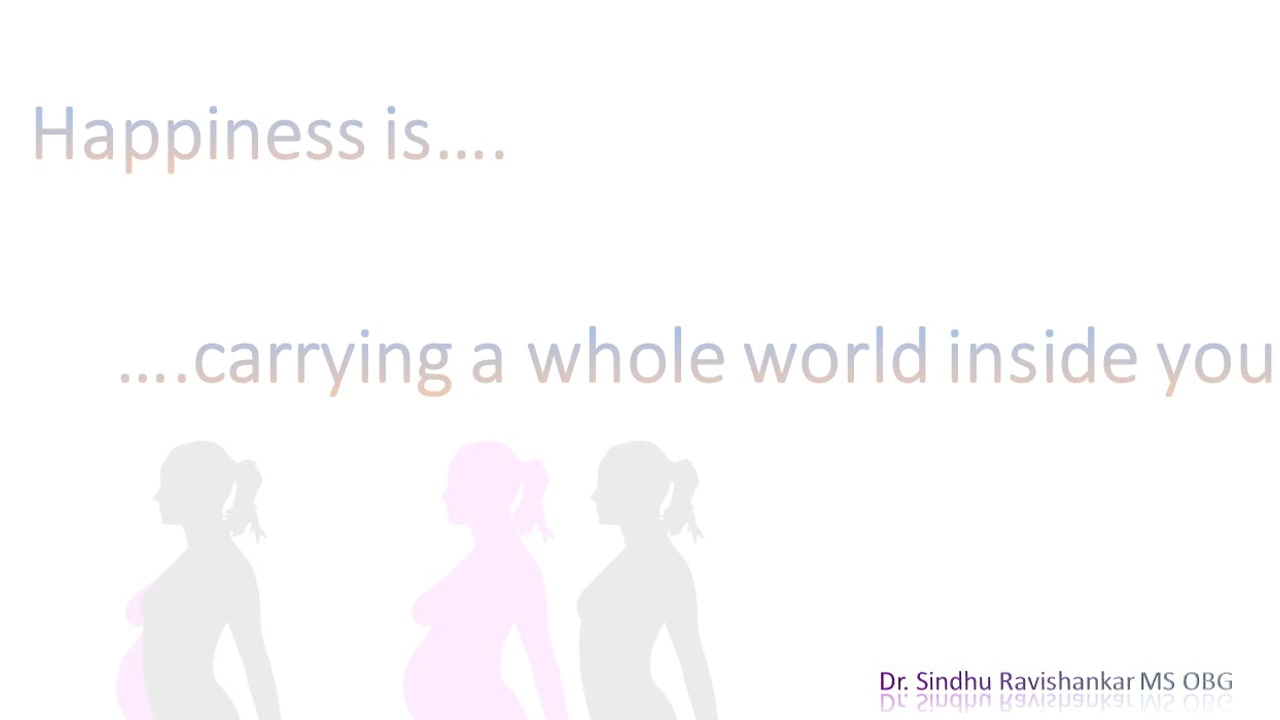 Happiness is….
….carrying a whole world inside you
Dr. Sindhu Ravishankar MS OBG